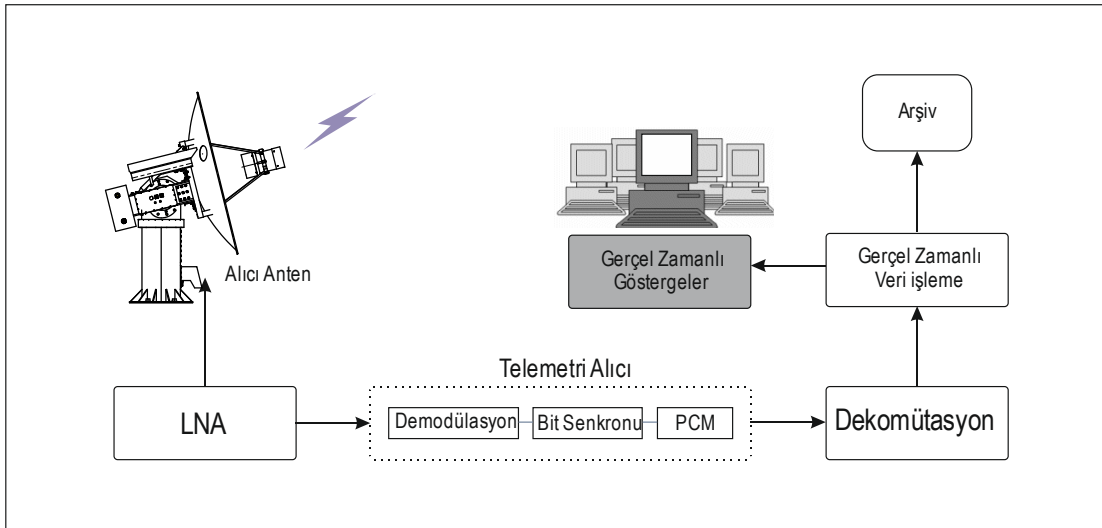 Arşiv
Gerçel Zamanlı
Göstergeler
Gerçel Zamanlı
Veri işleme
Alıcı Anten
Telemetri Alıcı
LNA
Demodülasyon
Bit Senkronu
PCM
Dekomütasyon